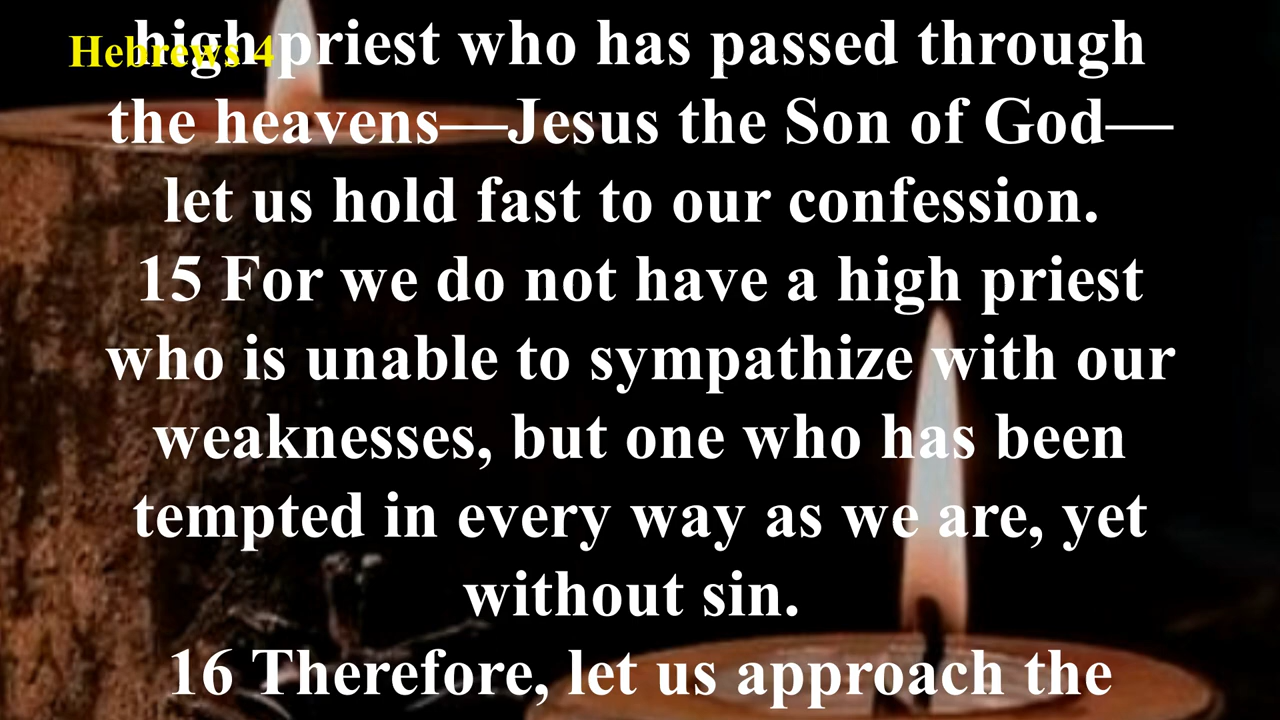 Hebrews 4
high priest who has passed through
the heavens—Jesus the Son of God—
let us hold fast to our confession.
15 For we do not have a high priest
who is unable to sympathize with our
weaknesses, but one who has been
tempted in every way as we are, yet
without sin.
16 Therefore, let us approach the